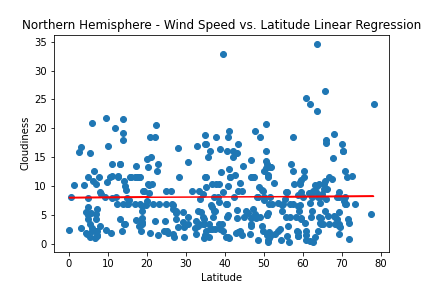 Northern Hemisphere - Wind Speed vs. Latitude Linear Regression
35
30
25
20
15
10
5
0
Cloudiness
0 10 20 30 40 50 60 70 80
Latitude